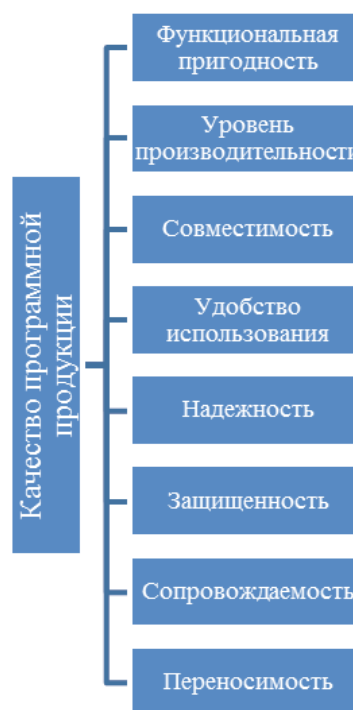 Качество программной
продукции
Функциональная
пригодность
Уровень
производительности
Совместимость
Удобство
использования
Надежность
Защищенность
Сопровождаемость
Переносимость